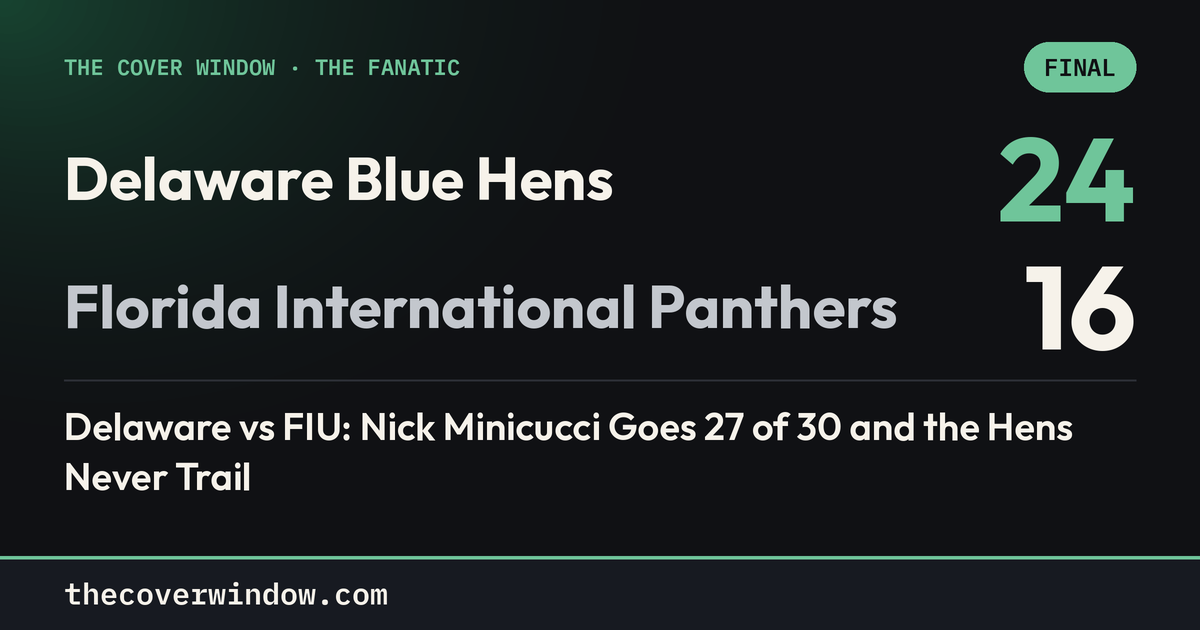 THE COVER WINDOW · THE FANATIC
FINAL
Delaware Blue Hens
24
Florida International Panthers
16
Delaware vs FIU: Nick Minicucci Goes 27 of 30 and the Hens
Never Trail
thecoverwindow.com